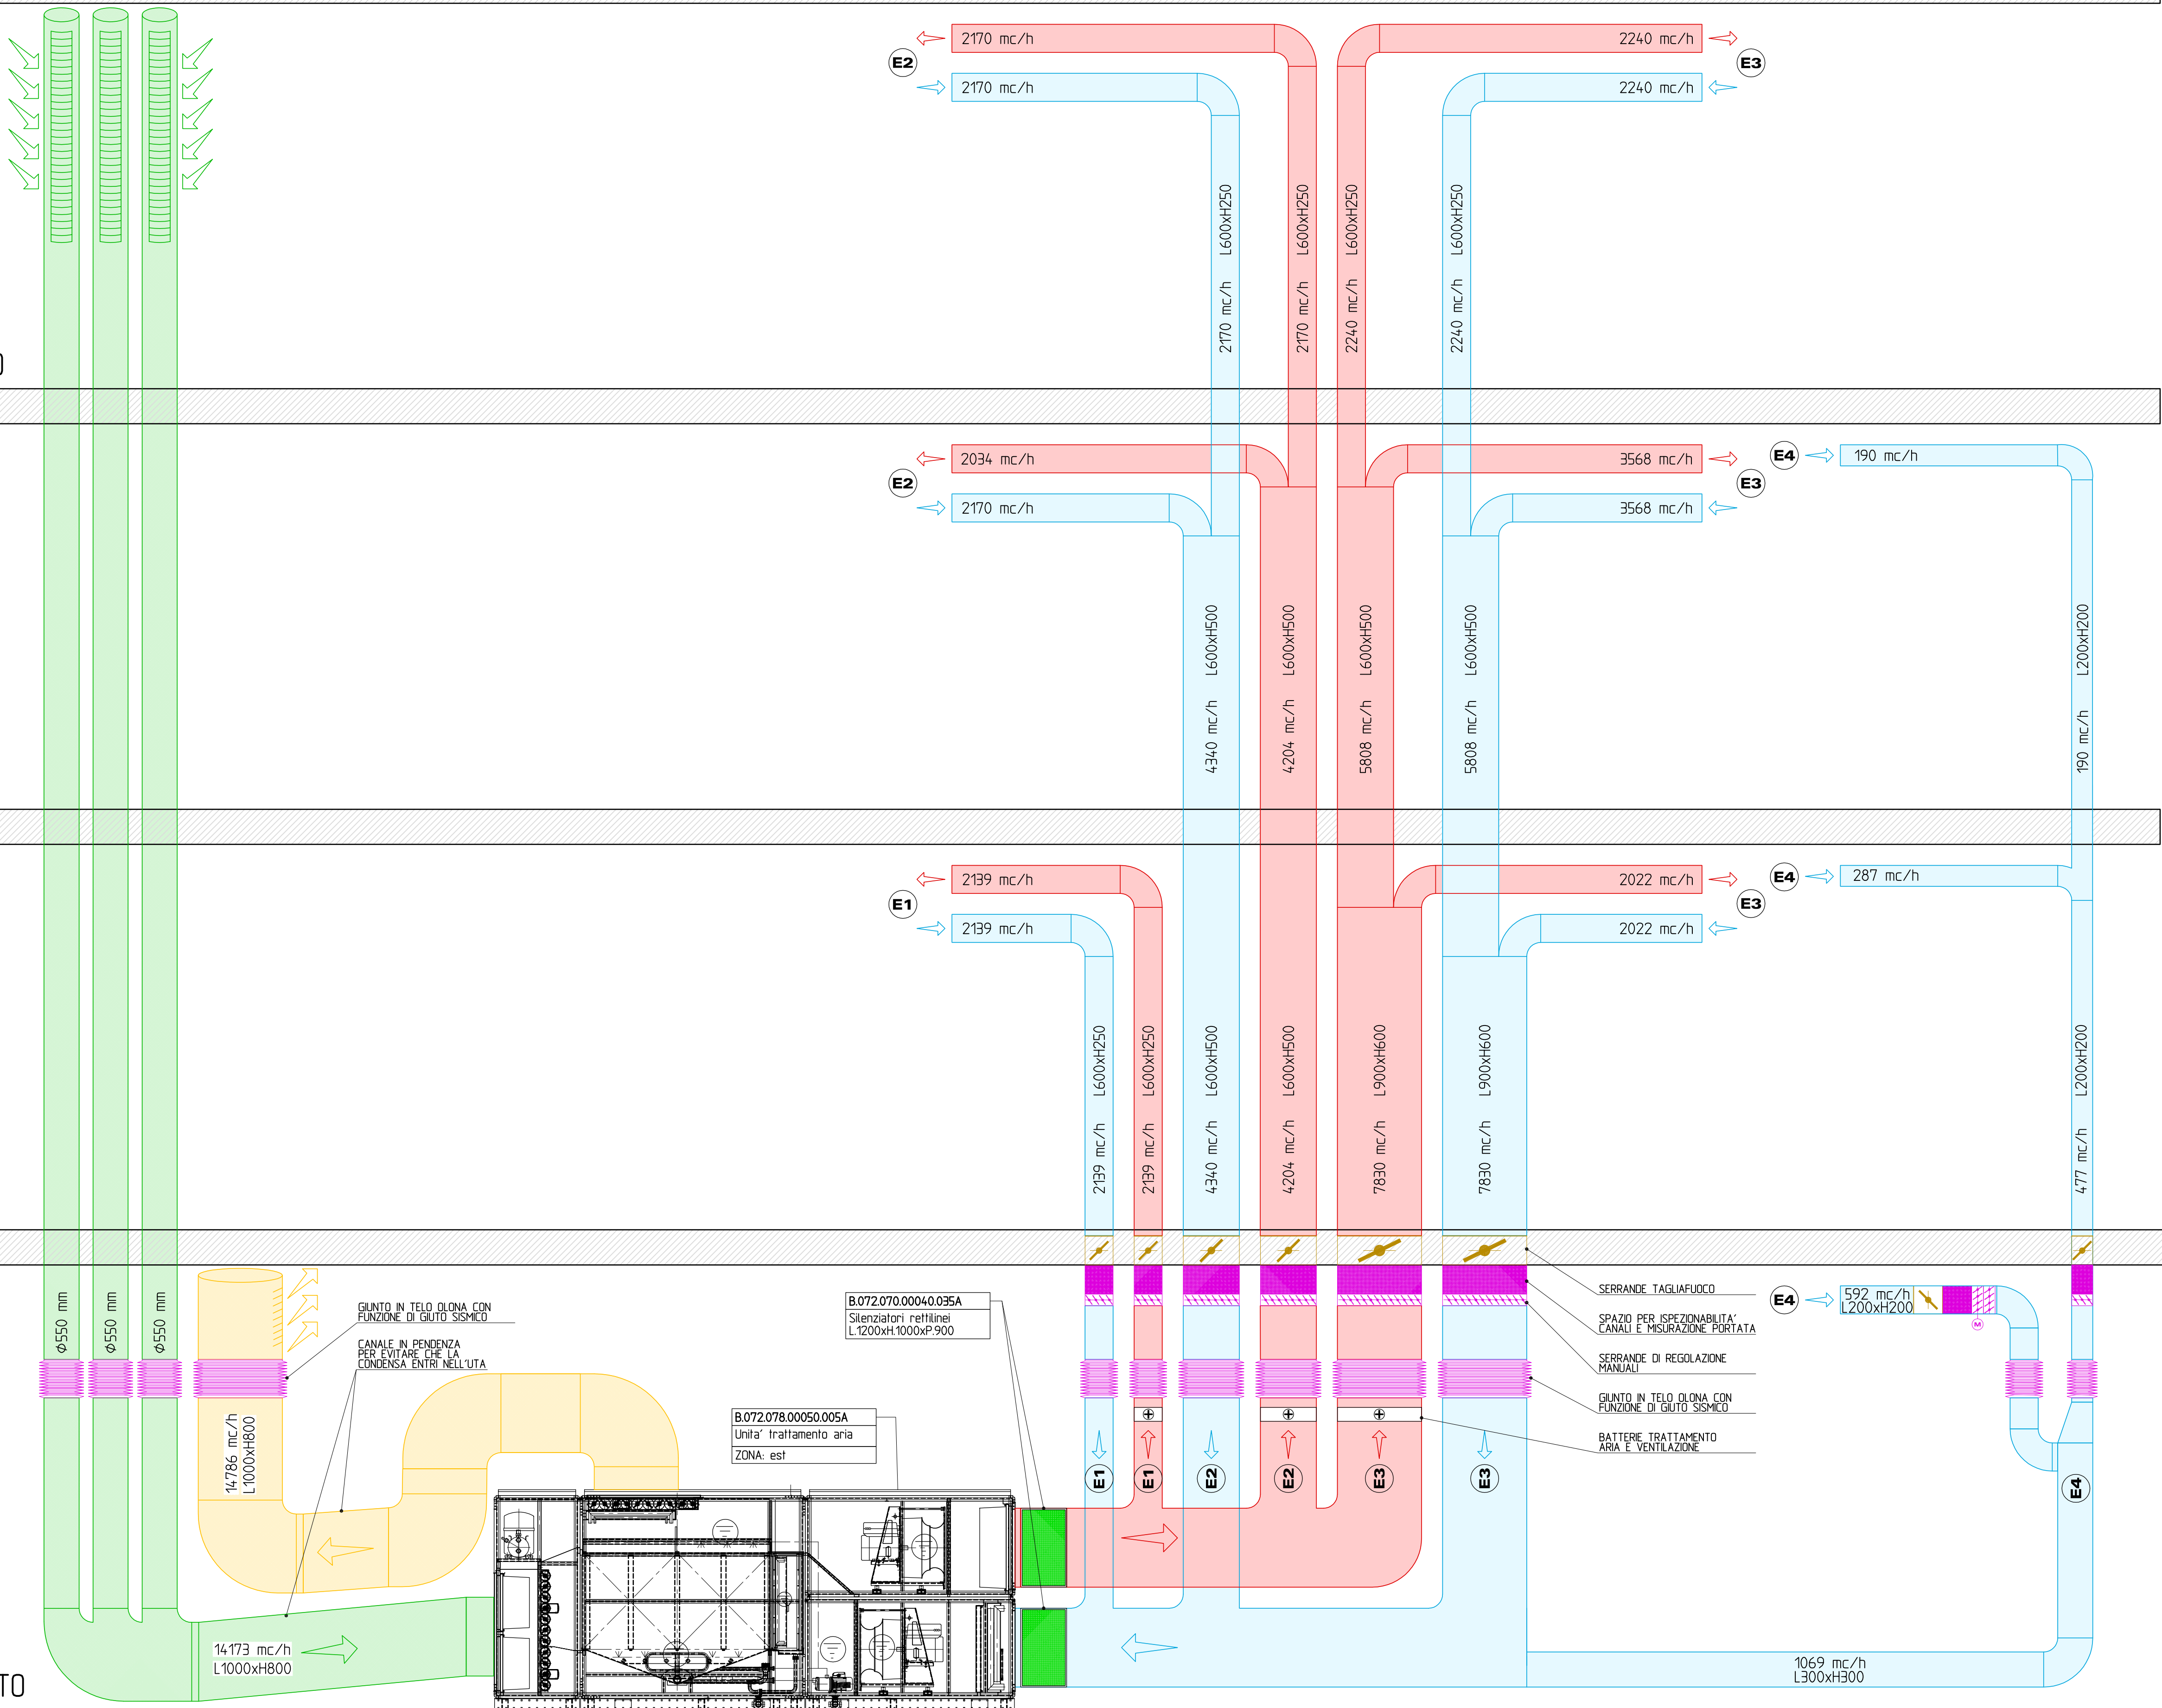 2170 mc/h
2240 mc/h
E2
E3
2170 mc/h
2240 mc/h
2170 mc/h   L600xH250
2170 mc/h   L600xH250
2240 mc/h   L600xH250
2240 mc/h   L600xH250
O
2034 mc/h
3568 mc/h
E4
190 mc/h
E2
E3
2170 mc/h
3568 mc/h
4340 mc/h   L600xH500
4204 mc/h   L600xH500
5808 mc/h   L600xH500
5808 mc/h   L600xH500
190 mc/h   L200xH200
2139 mc/h
2022 mc/h
E4
287 mc/h
E1
E3
2139 mc/h
2022 mc/h
2139 mc/h   L600xH250
2139 mc/h   L600xH250
4340 mc/h   L600xH500
4204 mc/h   L600xH500
7830 mc/h   L900xH600
7830 mc/h   L900xH600
477 mc/h   L200xH200
Ø550 mm
Ø550 mm
Ø550 mm
GIUNTO IN TELO OLONA CON
FUNZIONE DI GIUTO SISMICO
CANALE IN PENDENZA
PER EVITARE CHE LA
CONDENSA ENTRI NELL'UTA
B.072.070.00040.035A
Silenziatori rettilinei
L.1200xH.1000xP.900
SERRANDE TAGLIAFUOCO
SPAZIO PER ISPEZIONABILITA'
CANALI E MISURAZIONE PORTATA
SERRANDE DI REGOLAZIONE
MANUALI
GIUNTO IN TELO OLONA CON
FUNZIONE DI GIUTO SISMICO
BATTERIE TRATTAMENTO
ARIA E VENTILAZIONE
E4
592 mc/h
L200xH200
M
14786 mc/h
L1000xH800
B.072.078.00050.005A
Unita' trattamento aria
ZONA: est
E1
E1
E2
E2
E3
E3
E4
14173 mc/h
L1000xH800
1069 mc/h
L300xH300
TO